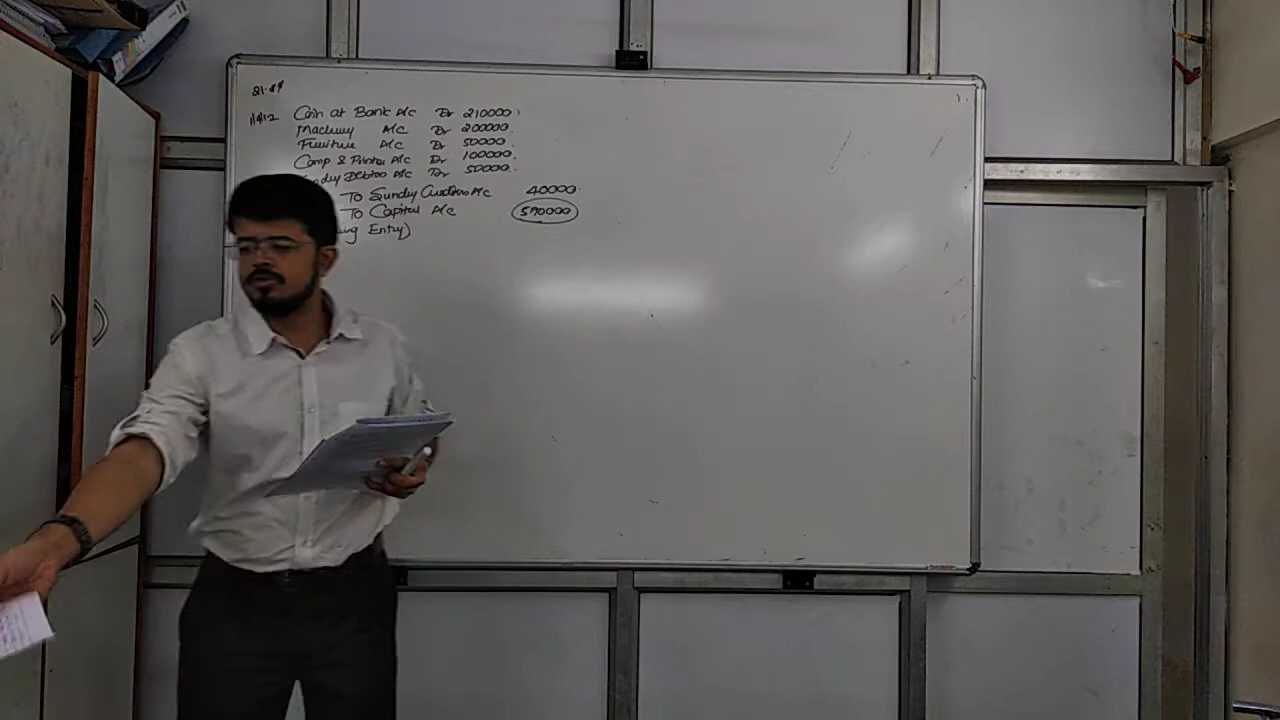 21.49
1/4/12 Cash at Bank A/c Dr 210000
Machinery A/c Dr 200000
Furniture A/c Dr 50000
Comp & Printer A/c Dr 100000
Debtors A/c Dr 50000
To Sundry Creditors A/c 40000
To Capital A/c 570000
Entry)